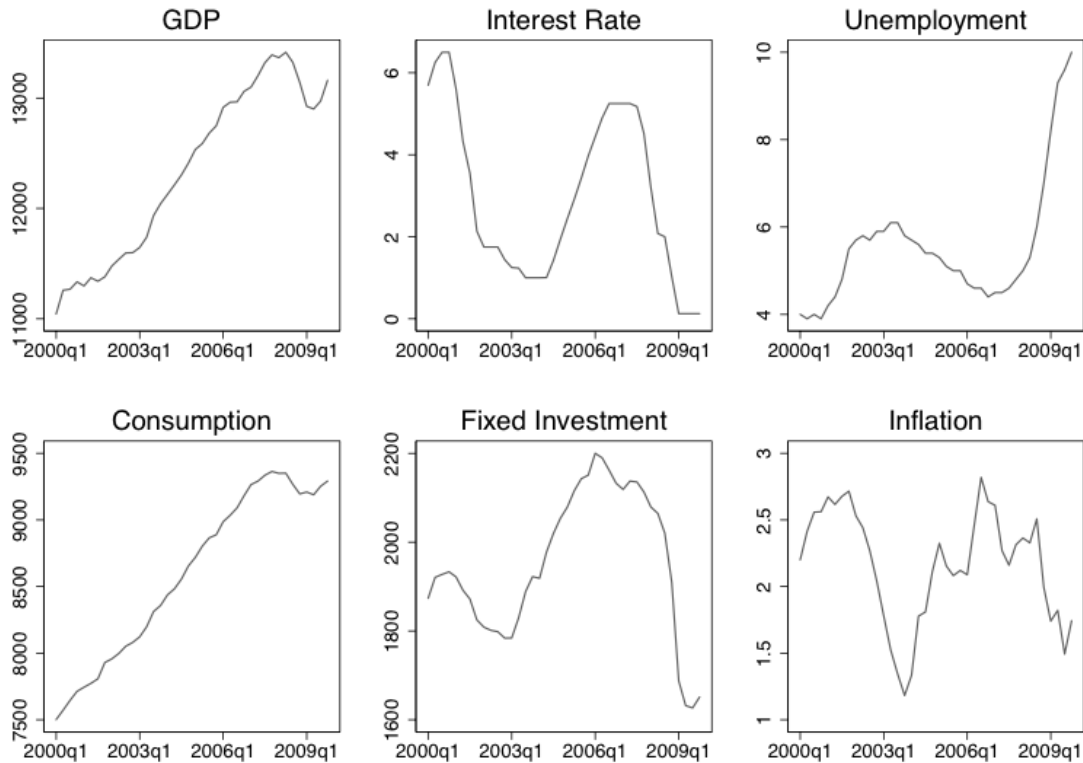 GDP
13000
12000
11000
2000q1 2003q1 2006q1 2009q1
Interest Rate
6
4
2
0
2000q1 2003q1 2006q1 2009q1
Unemployment
10
8
6
4
2000q1 2003q1 2006q1 2009q1
Consumption
9500
9000
8500
8000
7500
2000q1 2003q1 2006q1 2009q1
Fixed Investment
2200
2000
1800
1600
2000q1 2003q1 2006q1 2009q1
Inflation
3
2.5
2
1.5
1
2000q1 2003q1 2006q1 2009q1